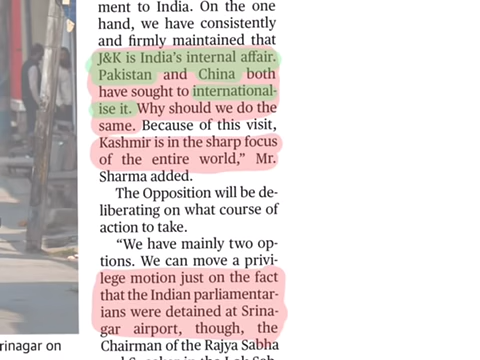 ment to India. On the one
hand, we have consistently
and firmly maintained that
J&K is India's internal affair.
Pakistan and China both
have sought to international-
ise it. Why should we do the
same. Because of this visit,
Kashmir is in the sharp focus
of the entire world,” Mr.
Sharma added.
The Opposition will be de-
liberating on what course of
action to take.
“We have mainly two op-
tions. We can move a privi-
lege motion just on the fact
that the Indian parliamentar-
ians were detained at Srina-
gar airport, though, the
Chairman of the Rajya Sabha
rinagar on